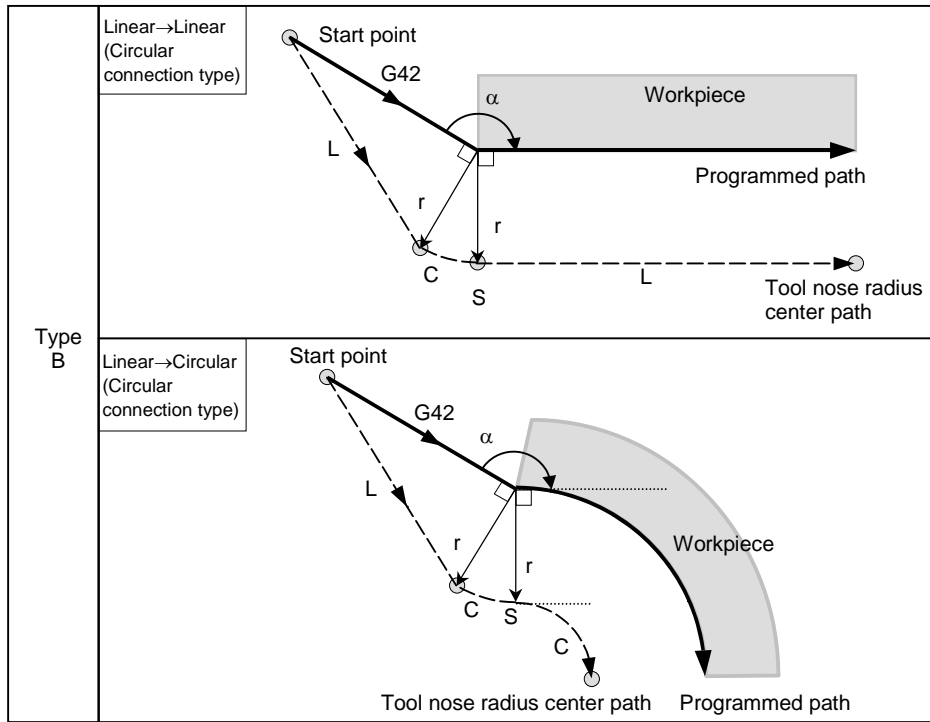 Type
B
Linear→Linear
(Circular
connection type)
Start point
G42
α
Workpiece
L
r
r
Programmed path
C
S
L
Tool nose radius
center path
Linear→Circular
(Circular
connection type)
Start point
G42
α
L
Workpiece
r
r
C
S
C
Tool nose radius center path
Programmed path